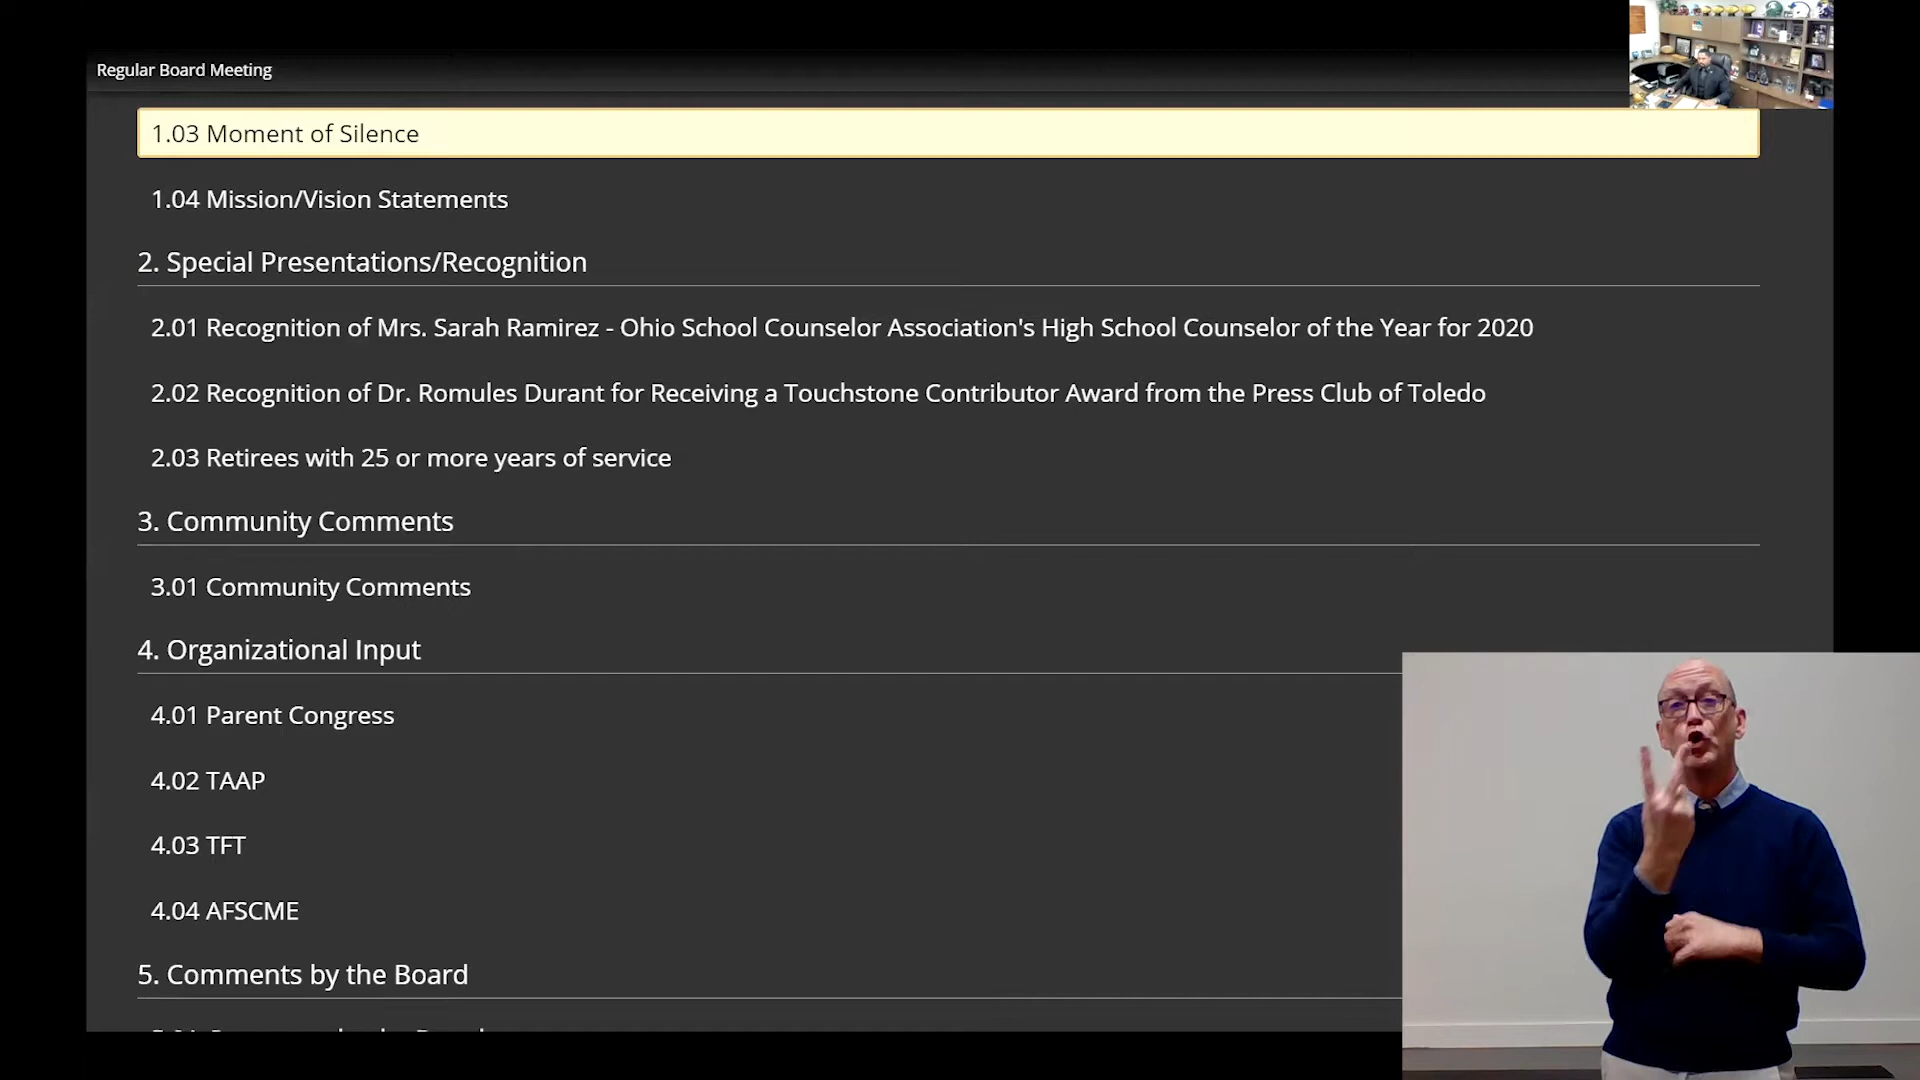 Regular Board Meeting
1.03 Moment of Silence
1.04 Mission/Vision Statements
2. Special Presentations/Recognition
2.01 Recognition of Mrs. Sarah Ramirez - Ohio School Counselor Association's High School Counselor of the Year for 2020
2.02 Recognition of Dr. Romules Durant for Receiving a Touchstone Contributor Award from the Press Club of Toledo
2.03 Retirees with 25 or more years of service
3. Community Comments
3.01 Community Comments
4. Organizational Input
4.01 Parent Congress
4.02 TAAP
4.03 TFT
4.04 AFSCME
5. Comments by the Board